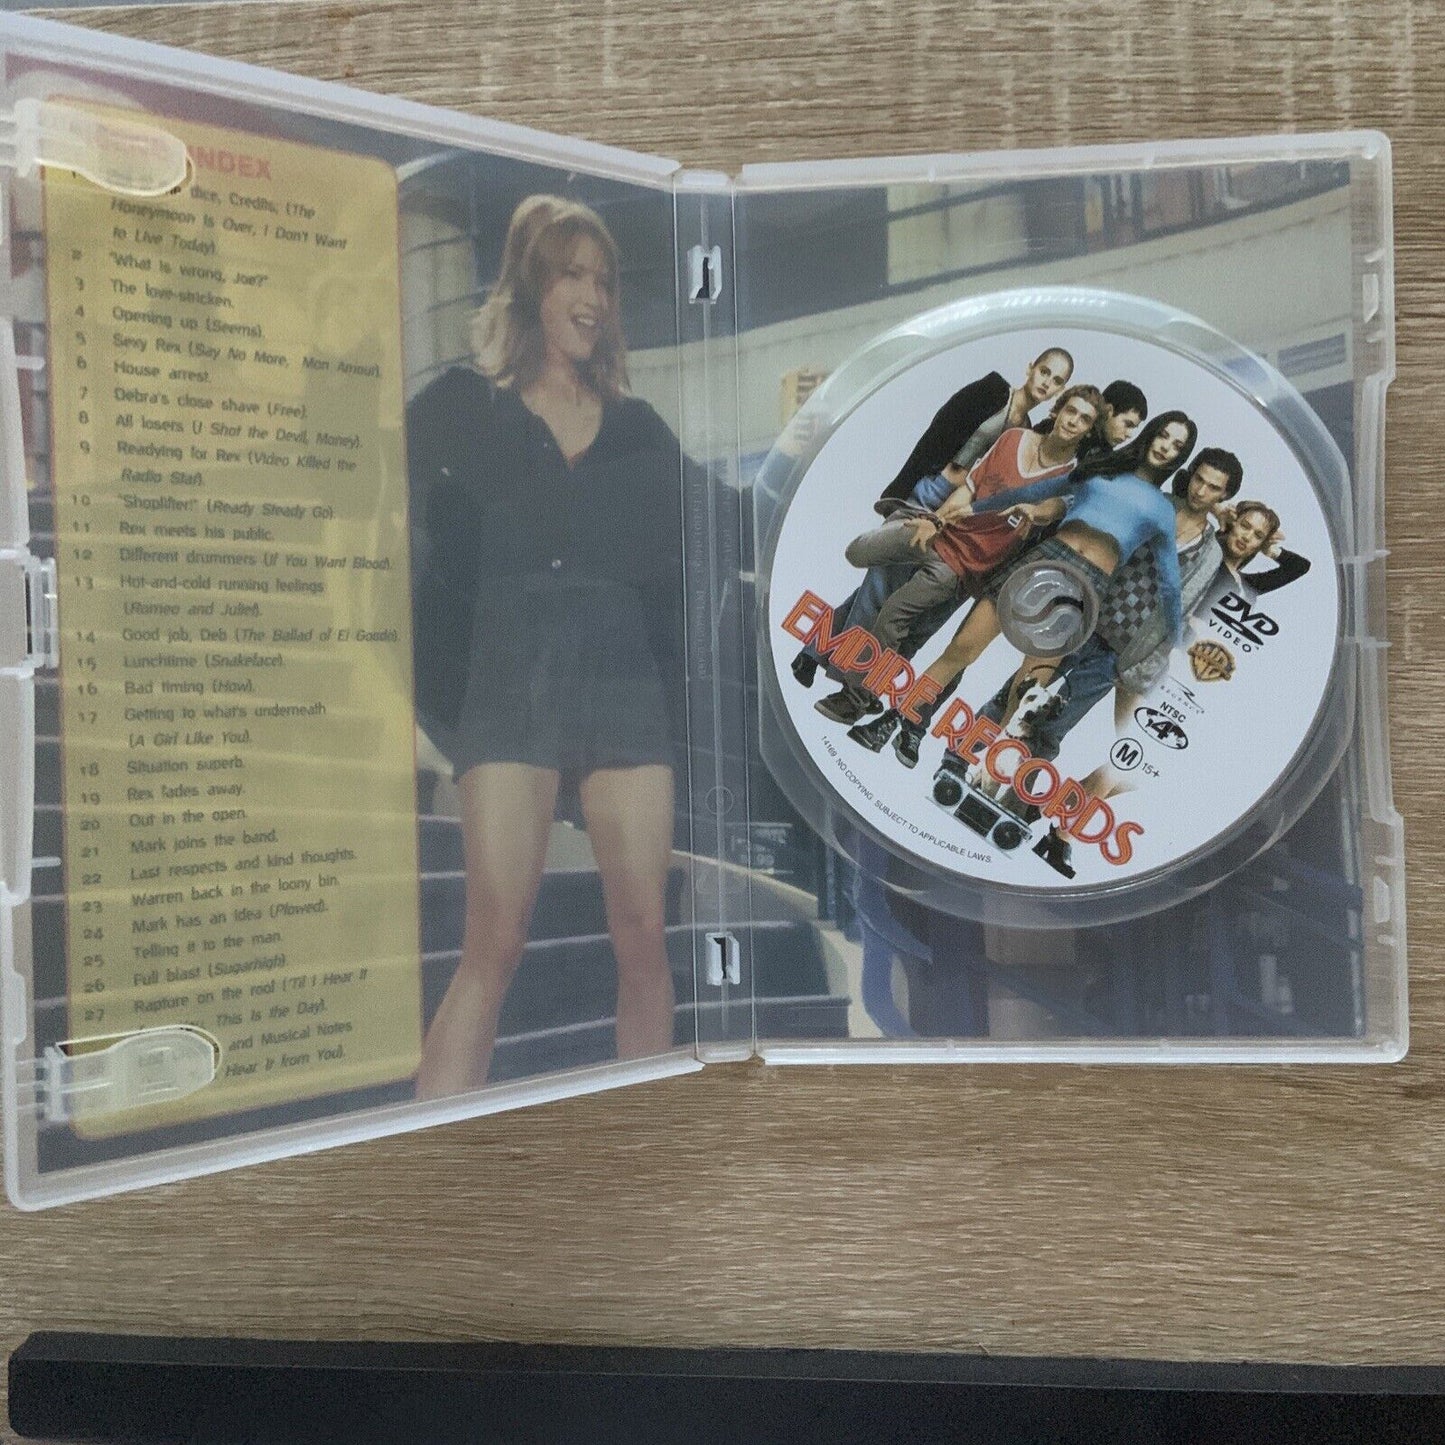 INDEX
dice, Credits, (The
Honeymoon Is Over, I Don't Want
to Live Today).
2 "What is wrong, Joe?"
3 The love-stricken.
4 Opening up (Seems).
5 Sexy Rex (Say No More, Mon Amour).
6 House arrest.
7 Debra's close shave (Free).
8 All losers (I Shot the Devil, Money).
9 Readying for Rex (Video Killed the
Radio Star).
10 "Shoplifter!" (Ready Steady Go).
11 Rex meets his public.
12 Different drummers (If You Want Blood).
13 Hot-and-cold running feelings
(Romeo and Juliet).
14 Good job, Deb (The Ballad of El Goodo).
15 Lunchtime (Snakeface).
16 Bad timing (How).
17 Getting to what's underneath
(A Girl Like You).
18 Situation superb.
19 Rex fades away.
20 Out in the open.
21 Mark joins the band.
22 Last respects and kind thoughts.
23 Warren back in the loony bin.
24 Mark has an idea (Plowed).
25 Telling it to the man.
26 Full blast (Sugarhigh).
27 Rapture on the roof ('Til I Hear It
You, This Is the Day).
28 and Musical Notes
Hear It from You).
EMPIRE RECORDS
DVD
VIDEO
REGENCY
NTSC
4
M 15+
14169 NO COPYING. SUBJECT TO APPLICABLE LAWS.